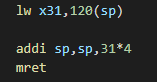 lw x31,120(sp)
addi sp,sp,31*4
mret